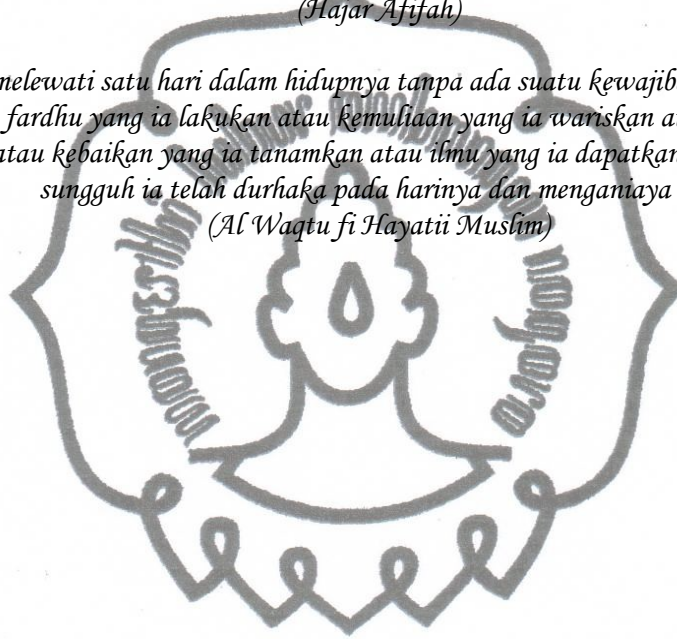 (Hajar Afifah)
melewati satu hari dalam hidupnya tanpa ada suatu kewajib
fardhu yang ia lakukan atau kemuliaan yang ia wariskan a
atau kebaikan yang ia tanamkan atau ilmu yang ia dapatkan
sungguh ia telah durhaka pada harinya dan menganiaya
(Al Waqtu fi Hayatii Muslim)